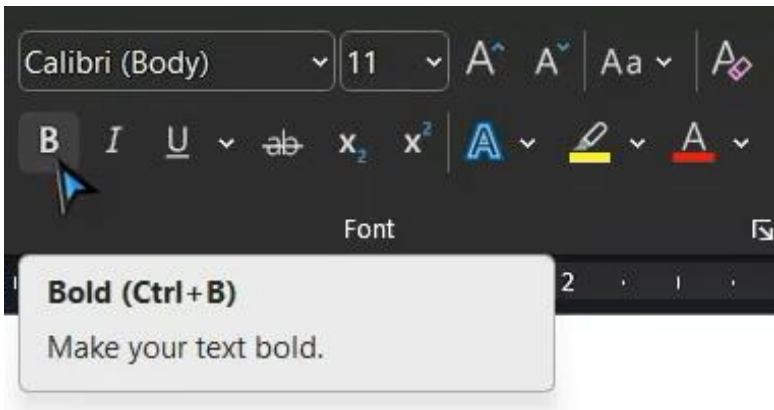 Calibri (Body) 11 A A Aa A
B I U ab x₂ x² A A
Font
2
Bold (Ctrl+B)
Make your text bold.